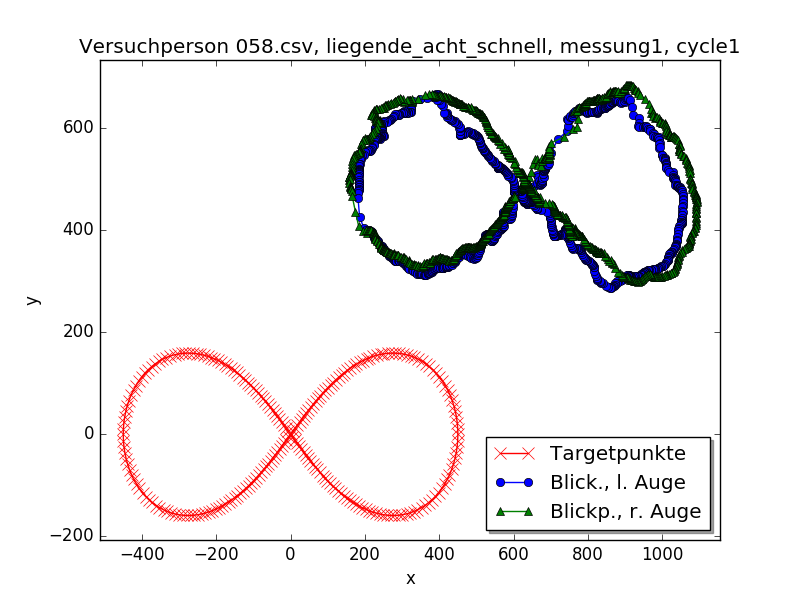 Versuchperson 058.csv, liegende_acht_schnell, messung1, cycle1
600
400
200
0
−200
y
−400
−200
0
200
400
600
800
1000
x
Targetpunkte
Blick., l. Auge
Blickp., r. Auge